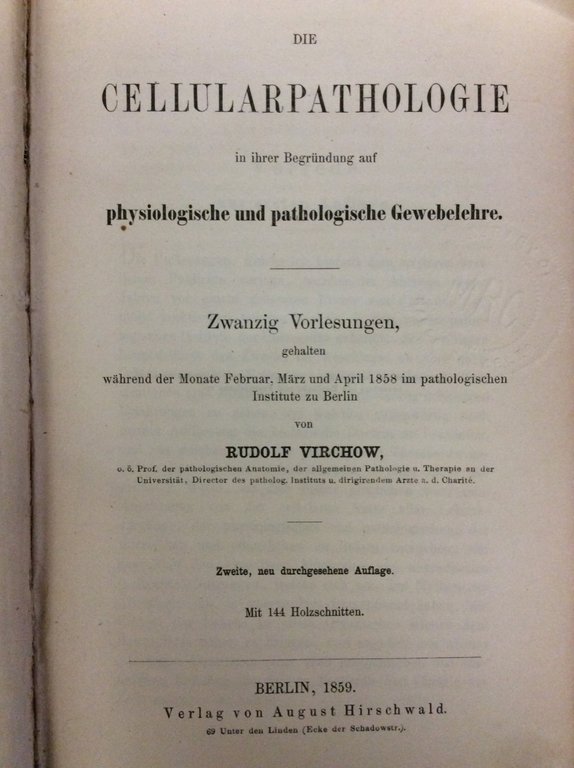 DIE
CELLULARPATHOLOGIE
in ihrer Begründung auf
physiologische und pathologische Gewebelehre.
Zwanzig Vorlesungen,
gehalten
während der Monate Februar, März und April 1858 im pathologischen
Institute zu Berlin
von
RUDOLF VIRCHOW,
o. ö. Prof. der pathologischen Anatomie, der allgemeinen Pathologie u. Therapie an der
Universität, Director des patholog. Instituts u. dirigirendem Arzte a. d. Charité.
Zweite, neu durchgesehene Auflage.
Mit 144 Holzschnitten.
BERLIN, 1859.
Verlag von August Hirschwald.
69 Unter den Linden (Ecke der Schadowstr.).